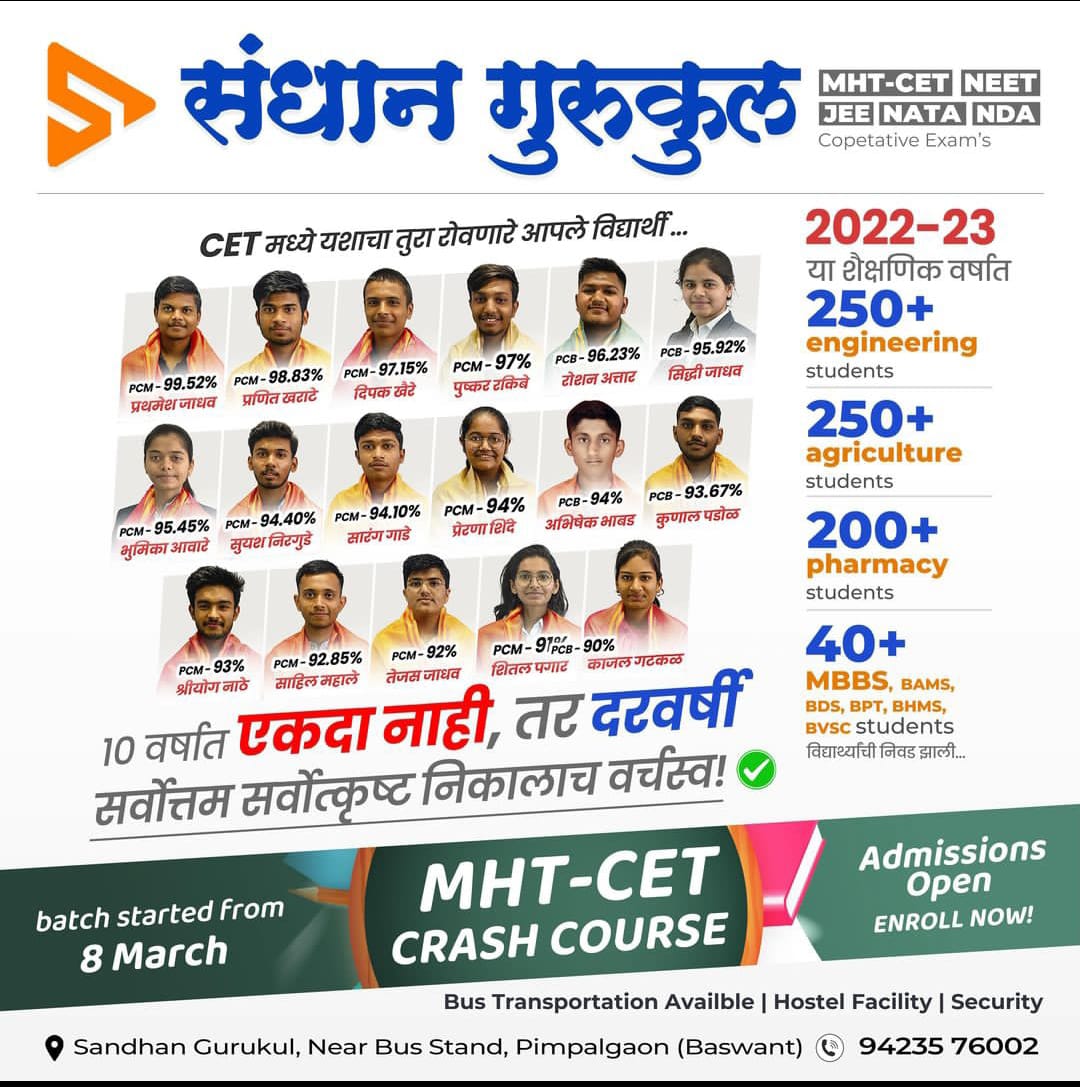 संधान गुरुकुल
MHT-CET NEET
JEE NATA NDA
Copetative Exam's
CET मध्ये यशाचा तुरा रोवणारे आपले विद्यार्थी...
PCM - 99.52%
प्रथमेश जाधव
PCM - 98.83%
प्रणित खराटे
PCM - 97.15%
दिपक खैरे
PCM - 97%
पुष्कर रकिबे
PCB - 96.23%
रोशन अत्तार
PCB - 95.92%
सिद्धी जाधव
PCM - 95.45%
भुमिका आवारे
PCM - 94.40%
सुयश निरगुडे
PCM - 94.10%
सारंग गाडे
PCM - 94%
प्रेरणा शिंदे
PCB - 94%
अभिषेक भाबड
PCB - 93.67%
कुणाल पडोळ
PCM - 93%
श्रीयोग नाठे
PCM - 92.85%
साहिल महाले
PCM - 92%
तेजस जाधव
PCM - 91%
शितल पगार
PCB - 90%
काजल गटकळ
2022-23
या शैक्षणिक वर्षात
250+
engineering
students
250+
agriculture
students
200+
pharmacy
students
40+
MBBS, BAMS,
BDS, BPT, BHMS,
BVSC students
विद्यार्थ्यांची निवड झाली...
10 वर्षात एकदा नाही, तर दरवर्षी
सर्वोत्तम सर्वोत्कृष्ट निकालाच वर्चस्व!
batch started from
8 March
MHT-CET
CRASH COURSE
Admissions
Open
ENROLL NOW!
Bus Transportation Availble | Hostel Facility | Security
Sandhan Gurukul, Near Bus Stand, Pimpalgaon (Baswant)
94235 76002